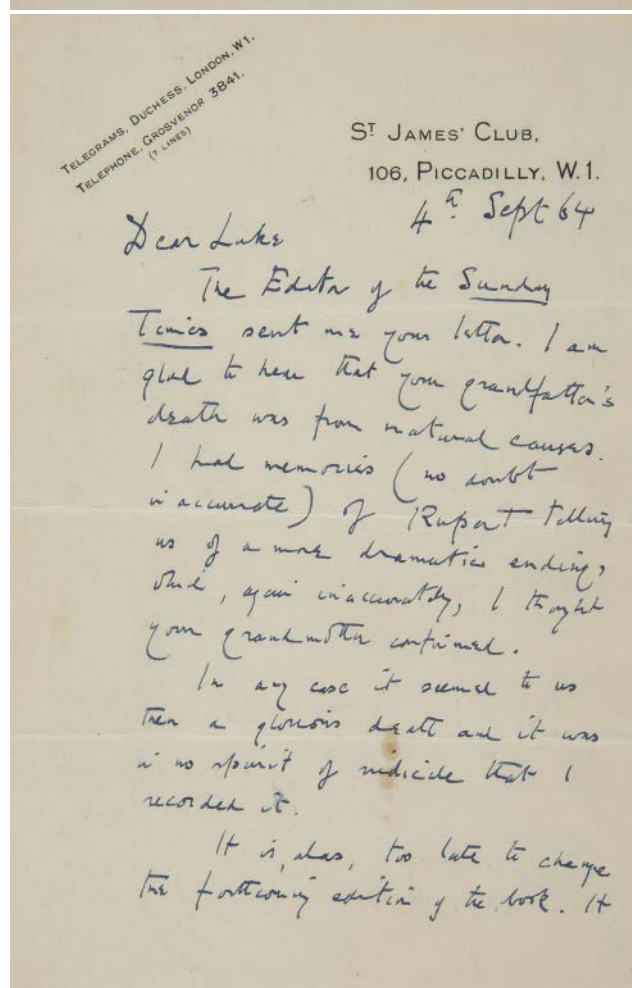 TELEGRAMS, DUCHESS, LONDON, W1.
TELEPHONE, GROSVENOR 3841.
(7 LINES)
ST JAMES' CLUB,
106, PICCADILLY, W.1.
4th Sept 64
Dear Luke
The Editor of the Sunday
Times sent me your letter. I am
glad to hear that your grandfather's
death was from natural causes.
I had memories (no doubt
inaccurate) of Rupert telling
us of a more dramatic ending,
which, again inaccurately, I thought
your grandmother confirmed.
In any case it seemed to us
then a glorious death and it was
in no spirit of ridicule that I
recorded it.
It is, alas, too late to change
the forthcoming edition of the book. It